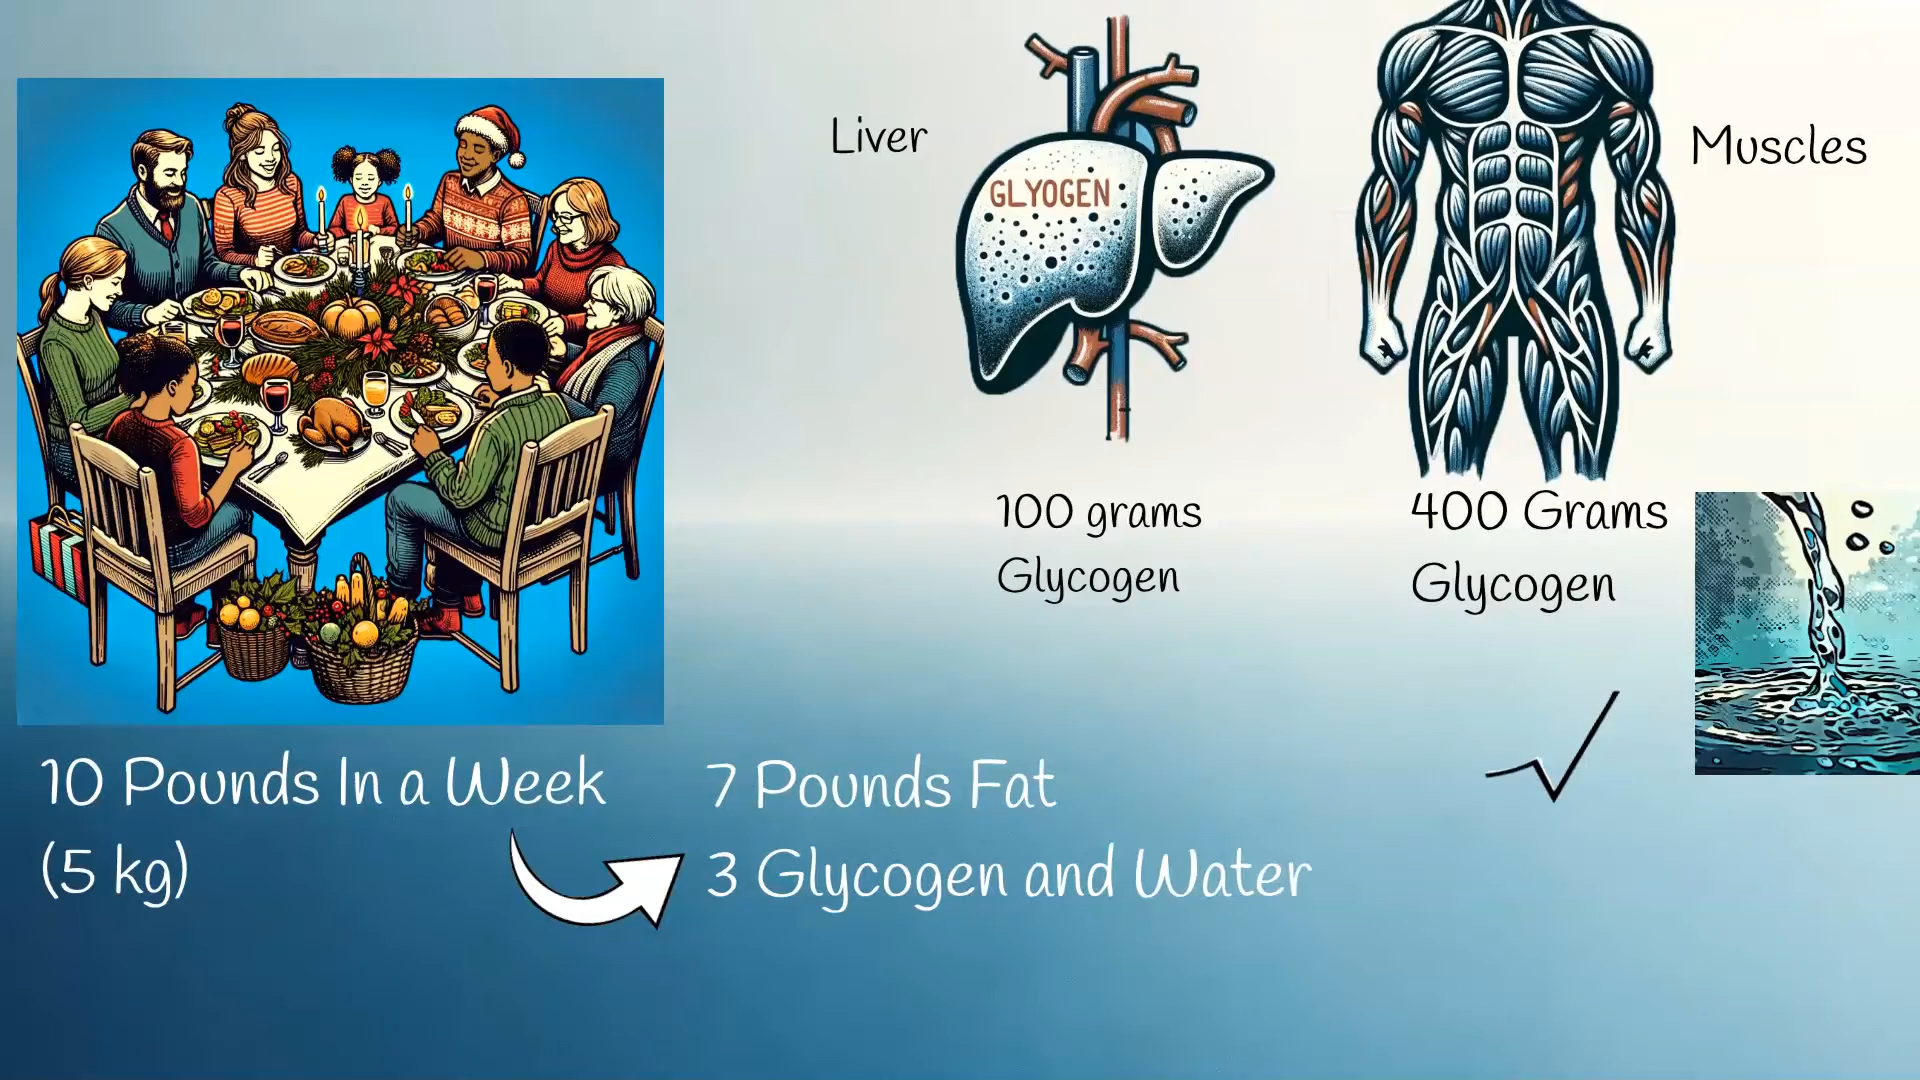 Liver
GLYOGEN
Muscles
100 grams
Glycogen
400 Grams
Glycogen
10 Pounds In a Week
(5 kg)
7 Pounds Fat
3 Glycogen and Water